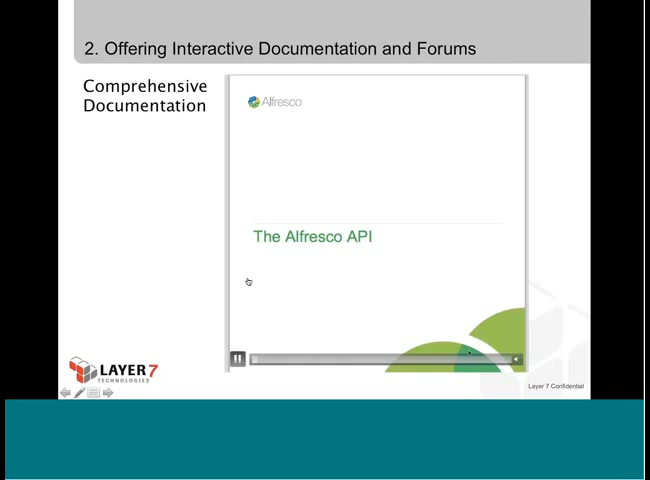 2. Offering Interactive Documentation and Forums
Comprehensive
Documentation
Alfresco
The Alfresco API
LAYER 7
TECHNOLOGIES
Layer 7 Confidential